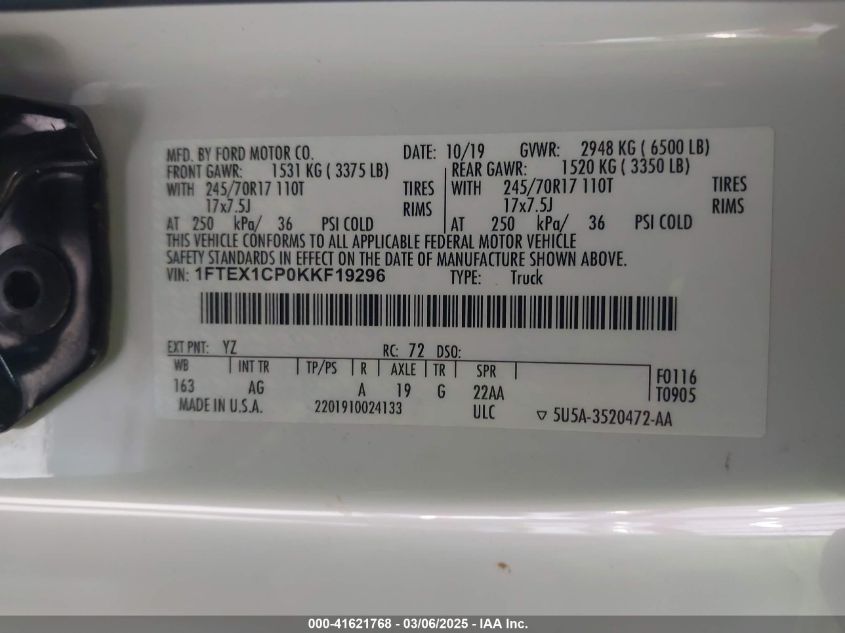 MFD. BY FORD MOTOR CO. DATE: 10/19 GVWR: 2948 KG ( 6500 LB)
FRONT GAWR: 1531 KG ( 3375 LB) REAR GAWR: 1520 KG ( 3350 LB)
WITH 245/70R17 110T TIRES WITH 245/70R17 110T TIRES
17x7.5J RIMS 17x7.5J RIMS
AT 250 kPa/ 36 PSI COLD AT 250 kPa/ 36 PSI COLD
THIS VEHICLE CONFORMS TO ALL APPLICABLE FEDERAL MOTOR VEHICLE
SAFETY STANDARDS IN EFFECT ON THE DATE OF MANUFACTURE SHOWN ABOVE.
VIN: 1FTEX1CP0KKF19296 TYPE: Truck
EXT PNT: YZ RC: 72 DSO:
WB INT TR TP/PS R AXLE TR SPR
163 AG A 19 G 22AA F0116
T0905
MADE IN U.S.A. 2201910024133 ULC ▽ 5U5A-3520472-AA
000-41621768 - 03/06/2025 - IAA Inc.